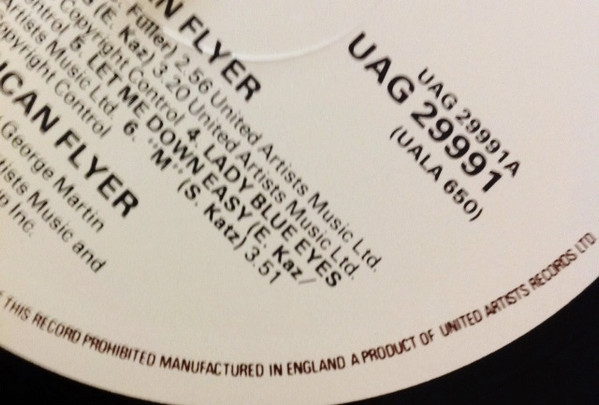 N FLYER
UAG 29991A
UAG 29991
(UALA 650)
Fuller) 2.56 United Artists Music Ltd.
(E. Kaz) 3.20 United Artists Music Ltd.
Copyright Control 4. LADY BLUE EYES
ontrol 5. LET ME DOWN EASY (E. Kaz/
Artists Music Ltd. 6. "M" (S. Katz) 3.51
opyright Control
ICAN FLYER
George Martin
tists Music and
p Inc.
THIS RECORD PROHIBITED MANUFACTURED IN ENGLAND A PRODUCT OF UNITED ARTISTS RECORDS LTD